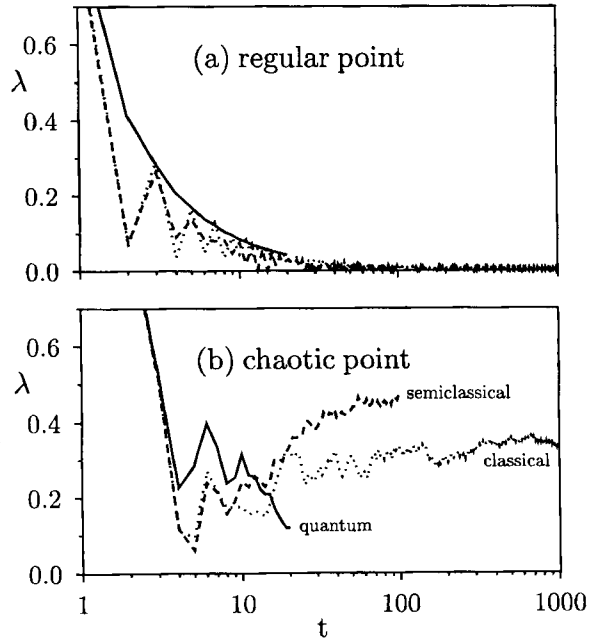 0.6
(a) regular point
λ
0.4
0.2
0.0
0.6
(b) chaotic point
λ
semiclassical
0.4
classical
0.2
quantum
0.0
1
10
100
1000
t